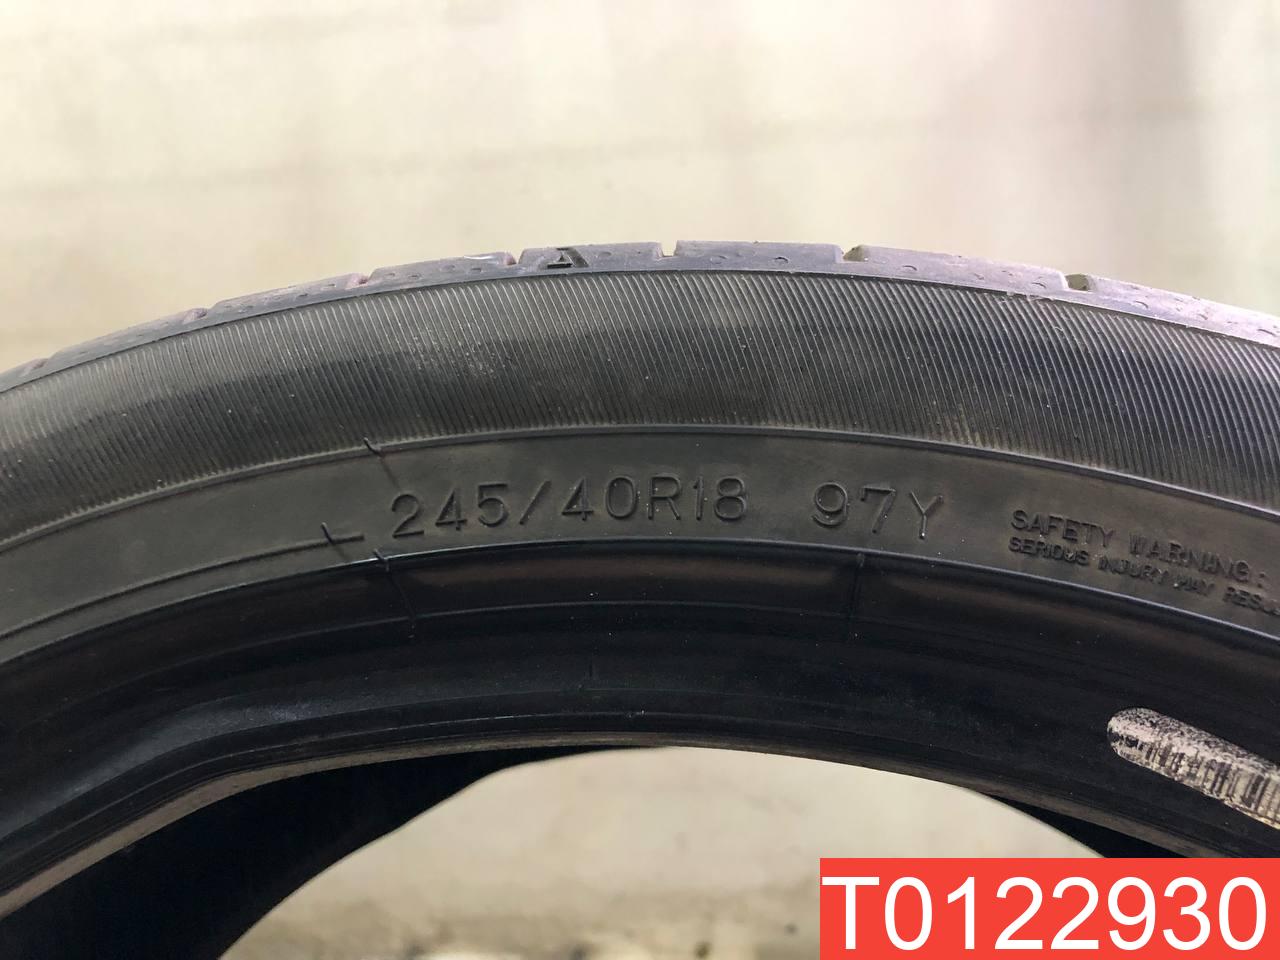 245/40R18 97Y
SAFETY WARNING:
SERIOUS INJURY MAY
T0122930